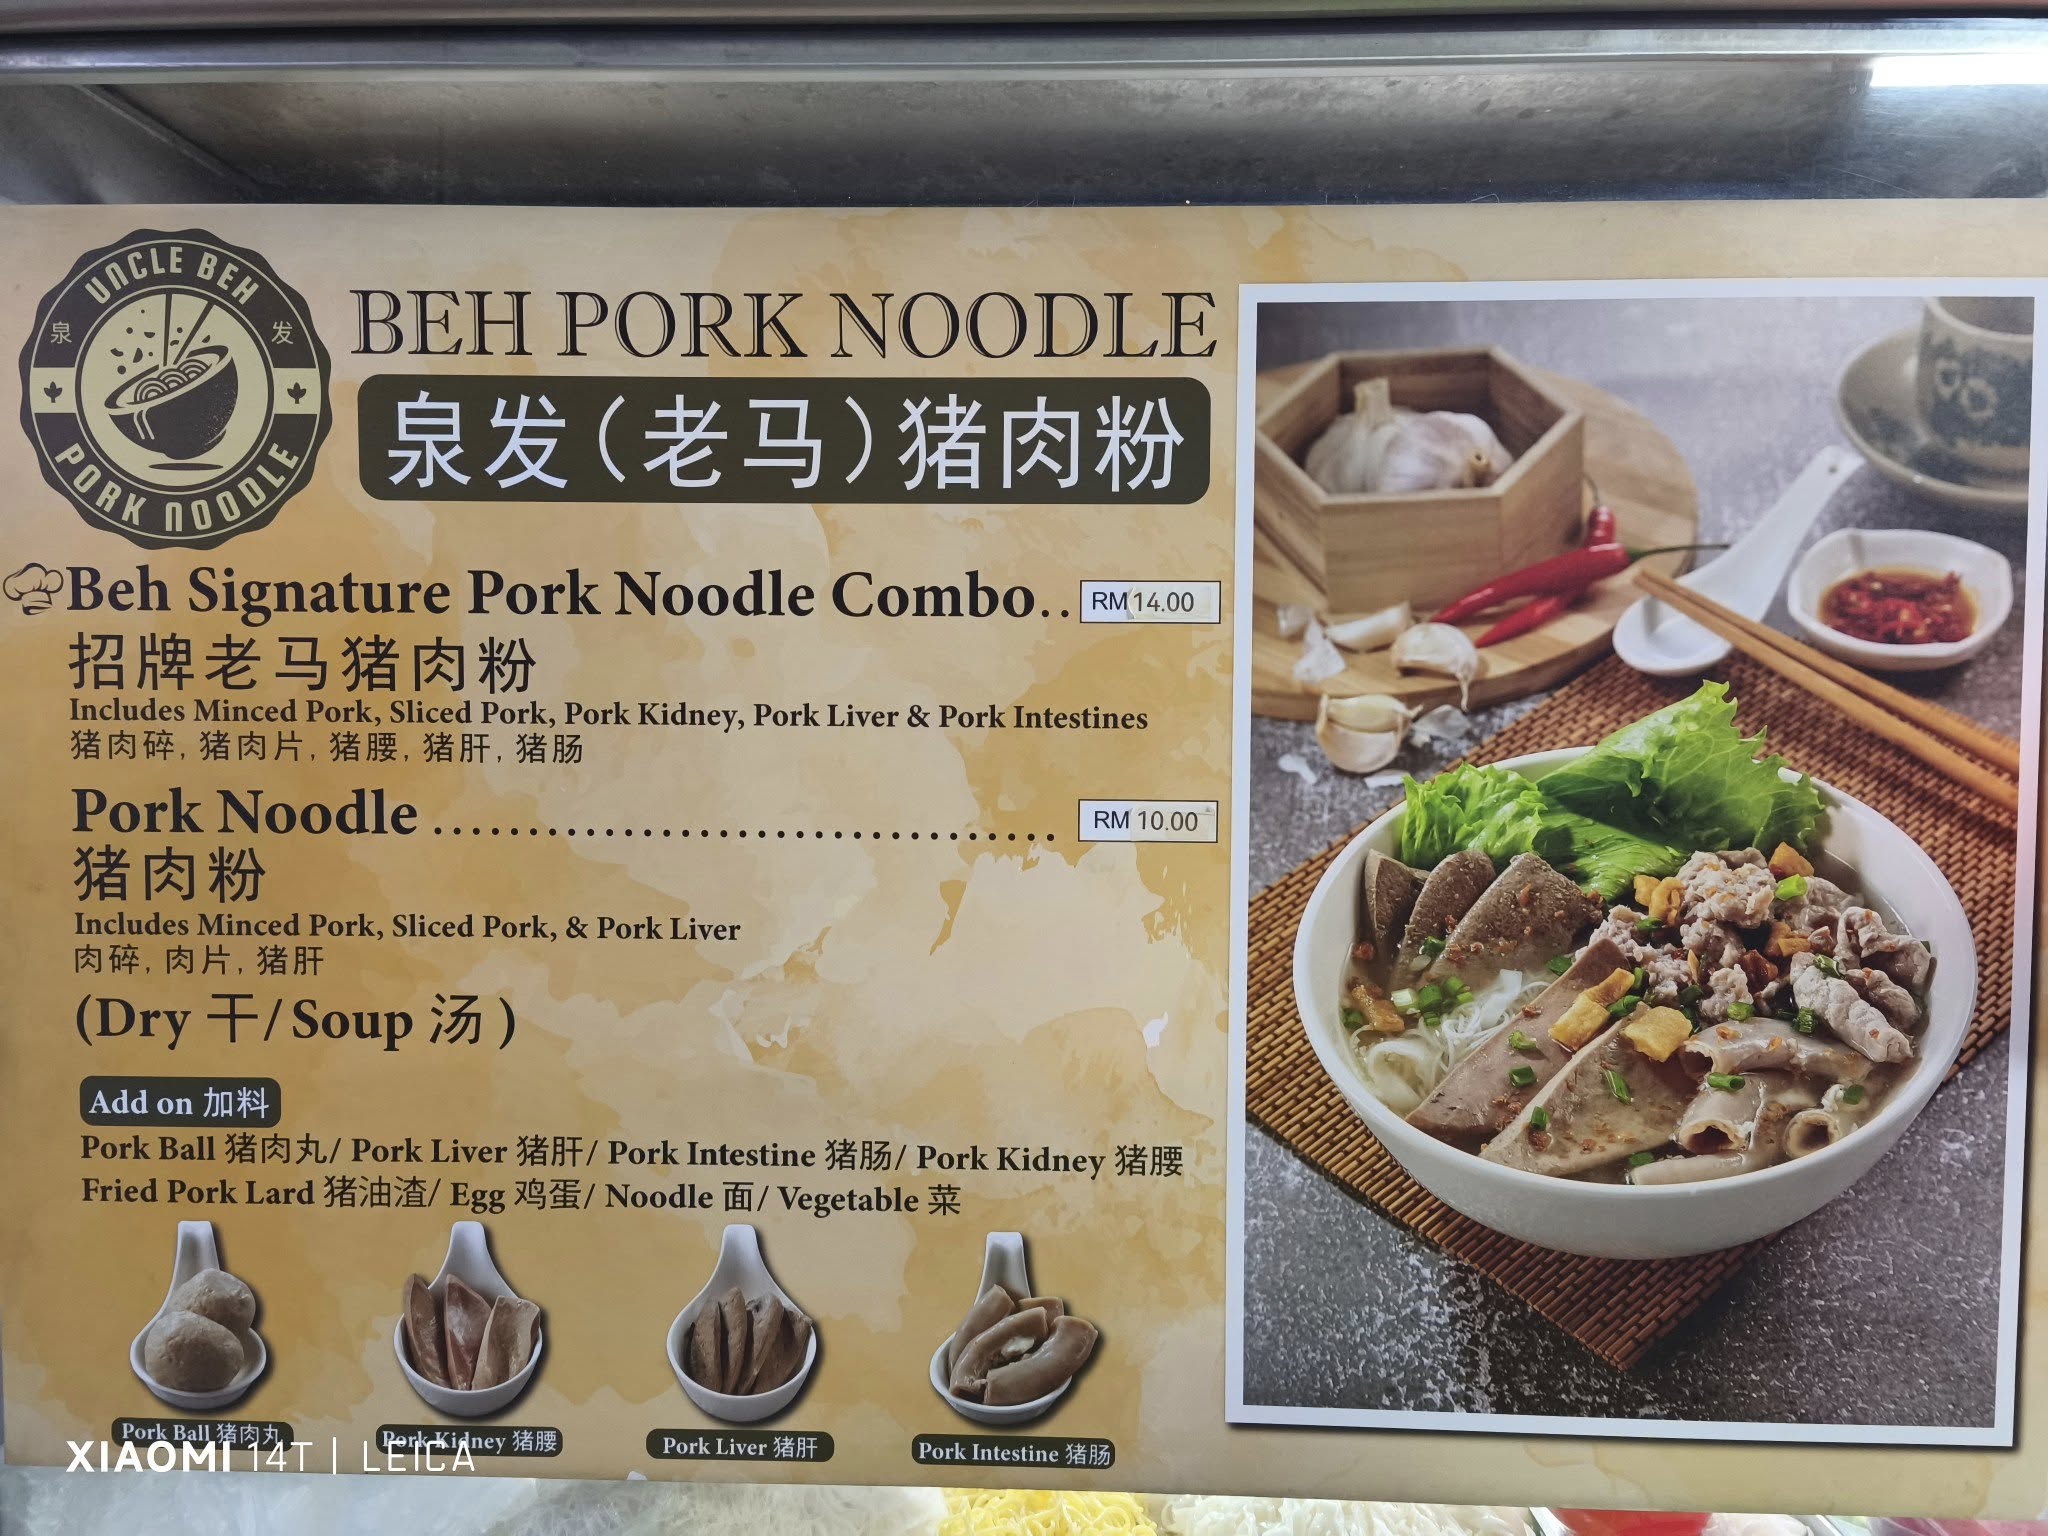 UNCLE BEH
泉 发
PORK NOODLE
BEH PORK NOODLE
泉发(老马)猪肉粉
Beh Signature Pork Noodle Combo.. RM 14.00
招牌老马猪肉粉
Includes Minced Pork, Sliced Pork, Pork Kidney, Pork Liver & Pork Intestines
猪肉碎, 猪肉片, 猪腰, 猪肝, 猪肠
Pork Noodle ................................. RM 10.00
猪肉粉
Includes Minced Pork, Sliced Pork, & Pork Liver
肉碎, 肉片, 猪肝
(Dry 干/Soup 汤)
Add on 加料
Pork Ball 猪肉丸/ Pork Liver 猪肝/ Pork Intestine 猪肠/ Pork Kidney 猪腰
Fried Pork Lard 猪油渣/ Egg 鸡蛋/ Noodle 面/ Vegetable 菜
Pork Ball 猪肉丸 Pork Kidney 猪腰 Pork Liver 猪肝 Pork Intestine 猪肠
XIAOMI 14T | LEICA